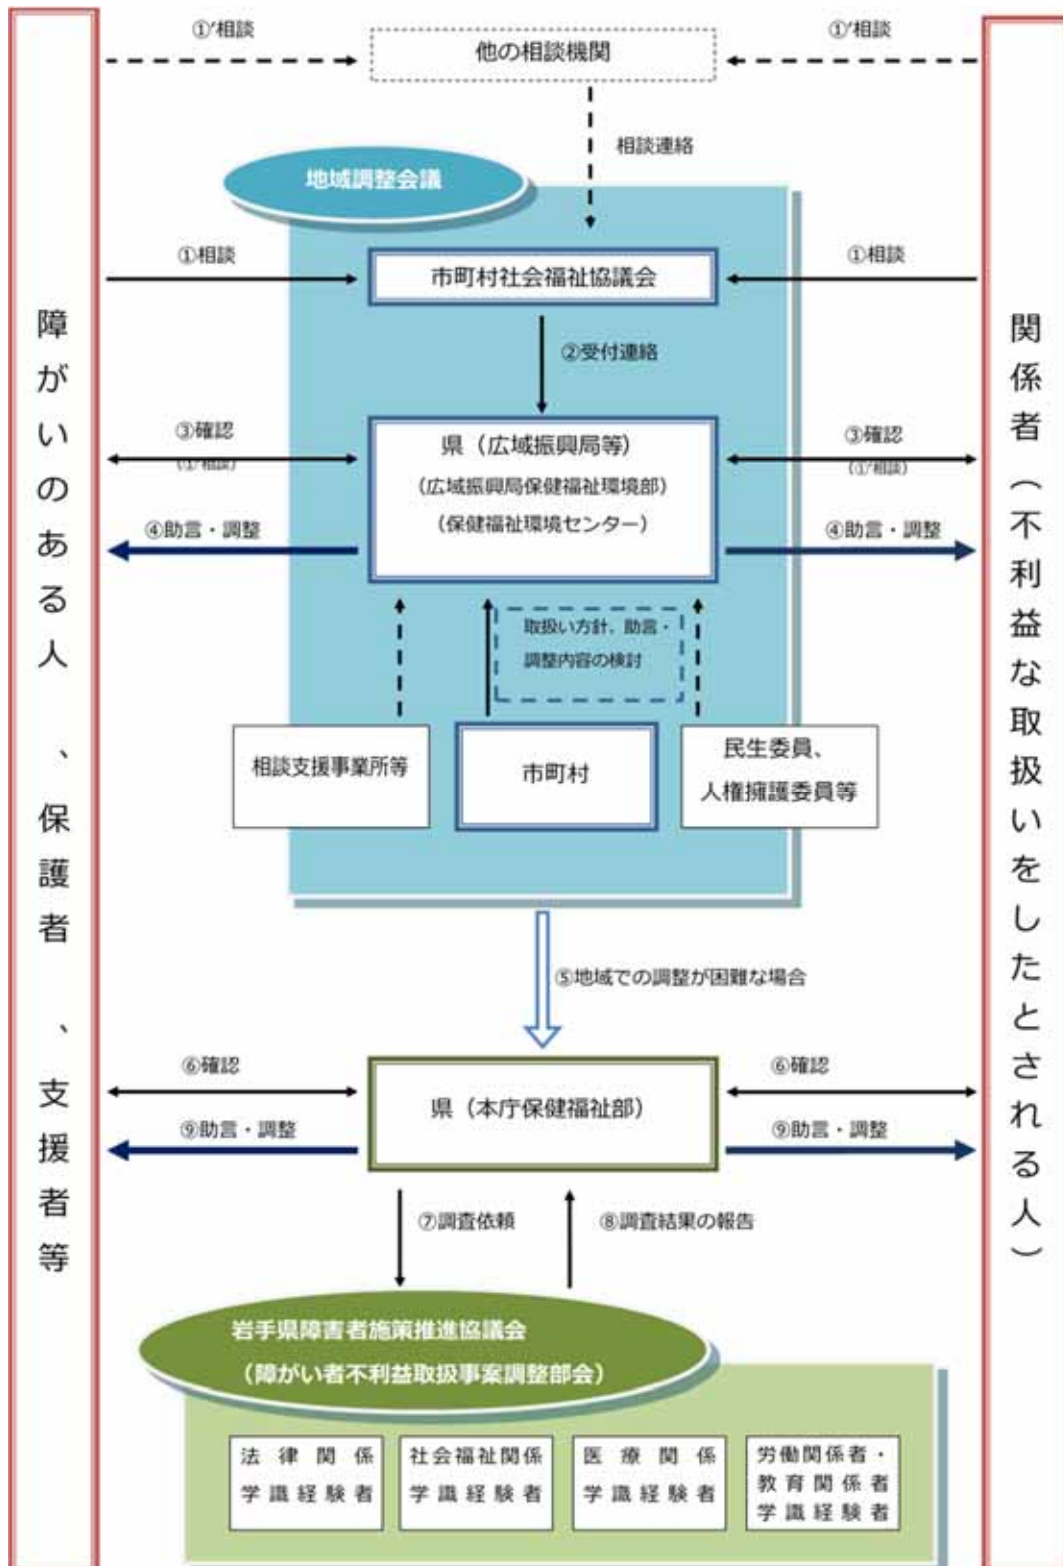 ①’相談
他の相談機関
①’相談
相談連絡
地域調整会議
①相談
市町村社会福祉協議会
①相談
②受付連絡
障がいのある人、保護者、支援者等
関係者（不利益な取扱いをしたとされる人）
③確認
(①’相談)
県（広域振興局等）
（広域振興局保健福祉環境部）
（保健福祉環境センター）
③確認
(①’相談)
④助言・調整
④助言・調整
取扱い方針、助言・
調整内容の検討
相談支援事業所等
市町村
民生委員、
人権擁護委員等
⑤地域での調整が困難な場合
⑥確認
県（本庁保健福祉部）
⑥確認
⑨助言・調整
⑨助言・調整
⑦調査依頼
⑧調査結果の報告
岩手県障害者施策推進協議会
（障がい者不利益取扱事案調整部会）
法律関係
学識経験者
社会福祉関係
学識経験者
医療関係
学識経験者
労働関係者・
教育関係者
学識経験者